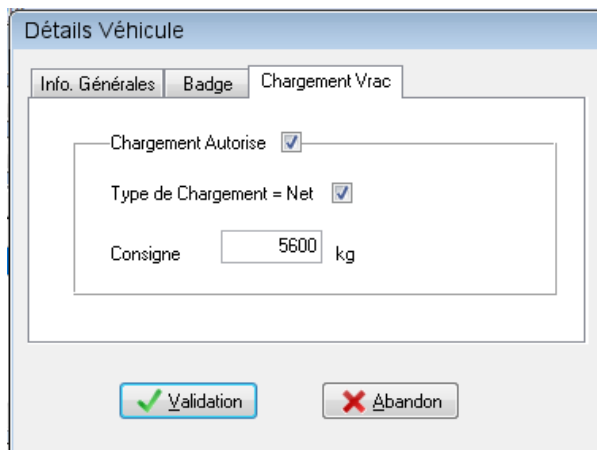 Détails Véhicule
Info. Générales Badge Chargement Vrac
Chargement Autorise
Type de Chargement = Net
Consigne 5600 kg
Validation Abandon